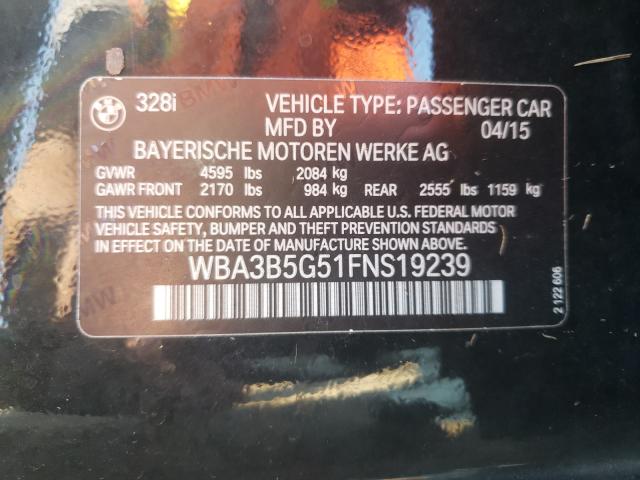 BMW
328i VEHICLE TYPE: PASSENGER CAR
MFD BY 04/15
BAYERISCHE MOTOREN WERKE AG
GVWR 4595 lbs 2084 kg
GAWR FRONT 2170 lbs 984 kg REAR 2555 lbs 1159 kg
THIS VEHICLE CONFORMS TO ALL APPLICABLE U.S. FEDERAL MOTOR
VEHICLE SAFETY, BUMPER AND THEFT PREVENTION STANDARDS
IN EFFECT ON THE DATE OF MANUFACTURE SHOWN ABOVE.
WBA3B5G51FNS19239
2 122 606